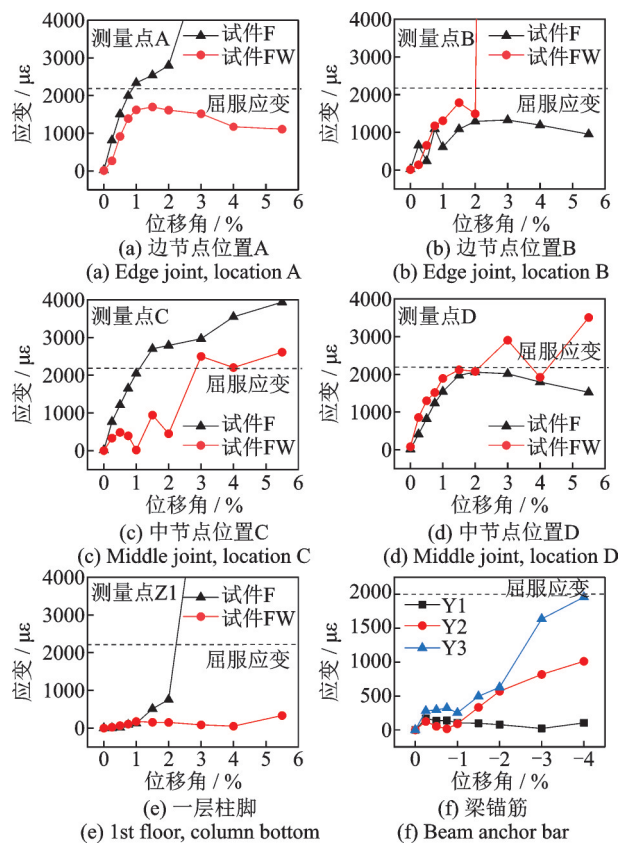 4000
3000
2000
1000
0
应变 / με
测量点A
试件F
试件FW
屈服应变
0 1 2 3 4 5 6
位移角 / %
(a) 边节点位置A
(a) Edge joint, location A
4000
3000
2000
1000
0
应变 / με
测量点B
试件F
试件FW
屈服应变
0 1 2 3 4 5 6
位移角 / %
(b) 边节点位置B
(b) Edge joint, location B
4000
3000
2000
1000
0
应变 / με
测量点C
屈服应变
试件F
试件FW
0 1 2 3 4 5 6
位移角 / %
(c) 中节点位置C
(c) Middle joint, location C
4000
3000
2000
1000
0
应变 / με
测量点D
屈服应变
试件F
试件FW
0 1 2 3 4 5 6
位移角 / %
(d) 中节点位置D
(d) Middle joint, location D
4000
3000
2000
1000
0
应变 / με
测量点Z1
试件F
试件FW
屈服应变
0 1 2 3 4 5 6
位移角 / %
(e) 一层柱脚
(e) 1st floor, column bottom
2000
1500
1000
500
0
应变 / με
屈服应变
Y1
Y2
Y3
0 -1 -2 -3 -4
位移角 / %
(f) 梁锚筋
(f) Beam anchor bar